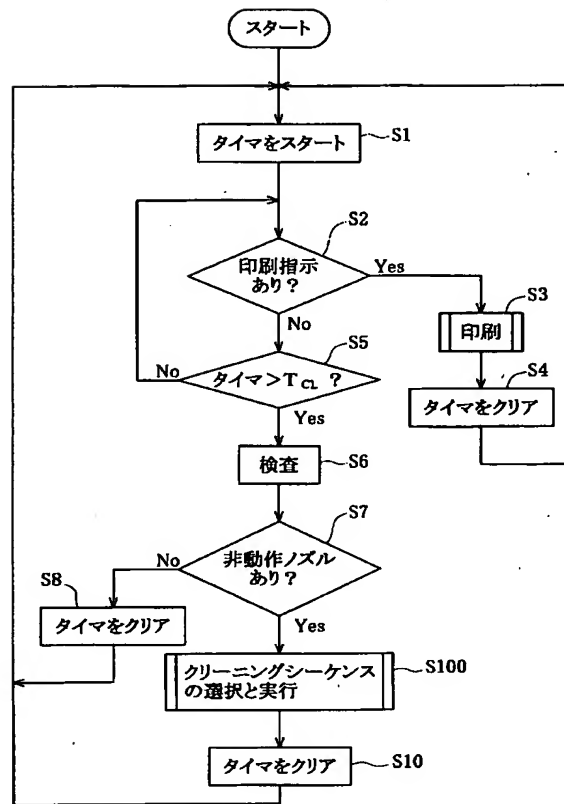 スタート
タイマをスタート
S1
S2
印刷指示
あり？
Yes
No
S3
印刷
S4
タイマをクリア
S5
タイマ>T CL ？
No
Yes
検査
S6
S7
非動作ノズル
あり？
No
Yes
S8
タイマをクリア
クリーニングシーケンス
の選択と実行
S100
タイマをクリア
S10